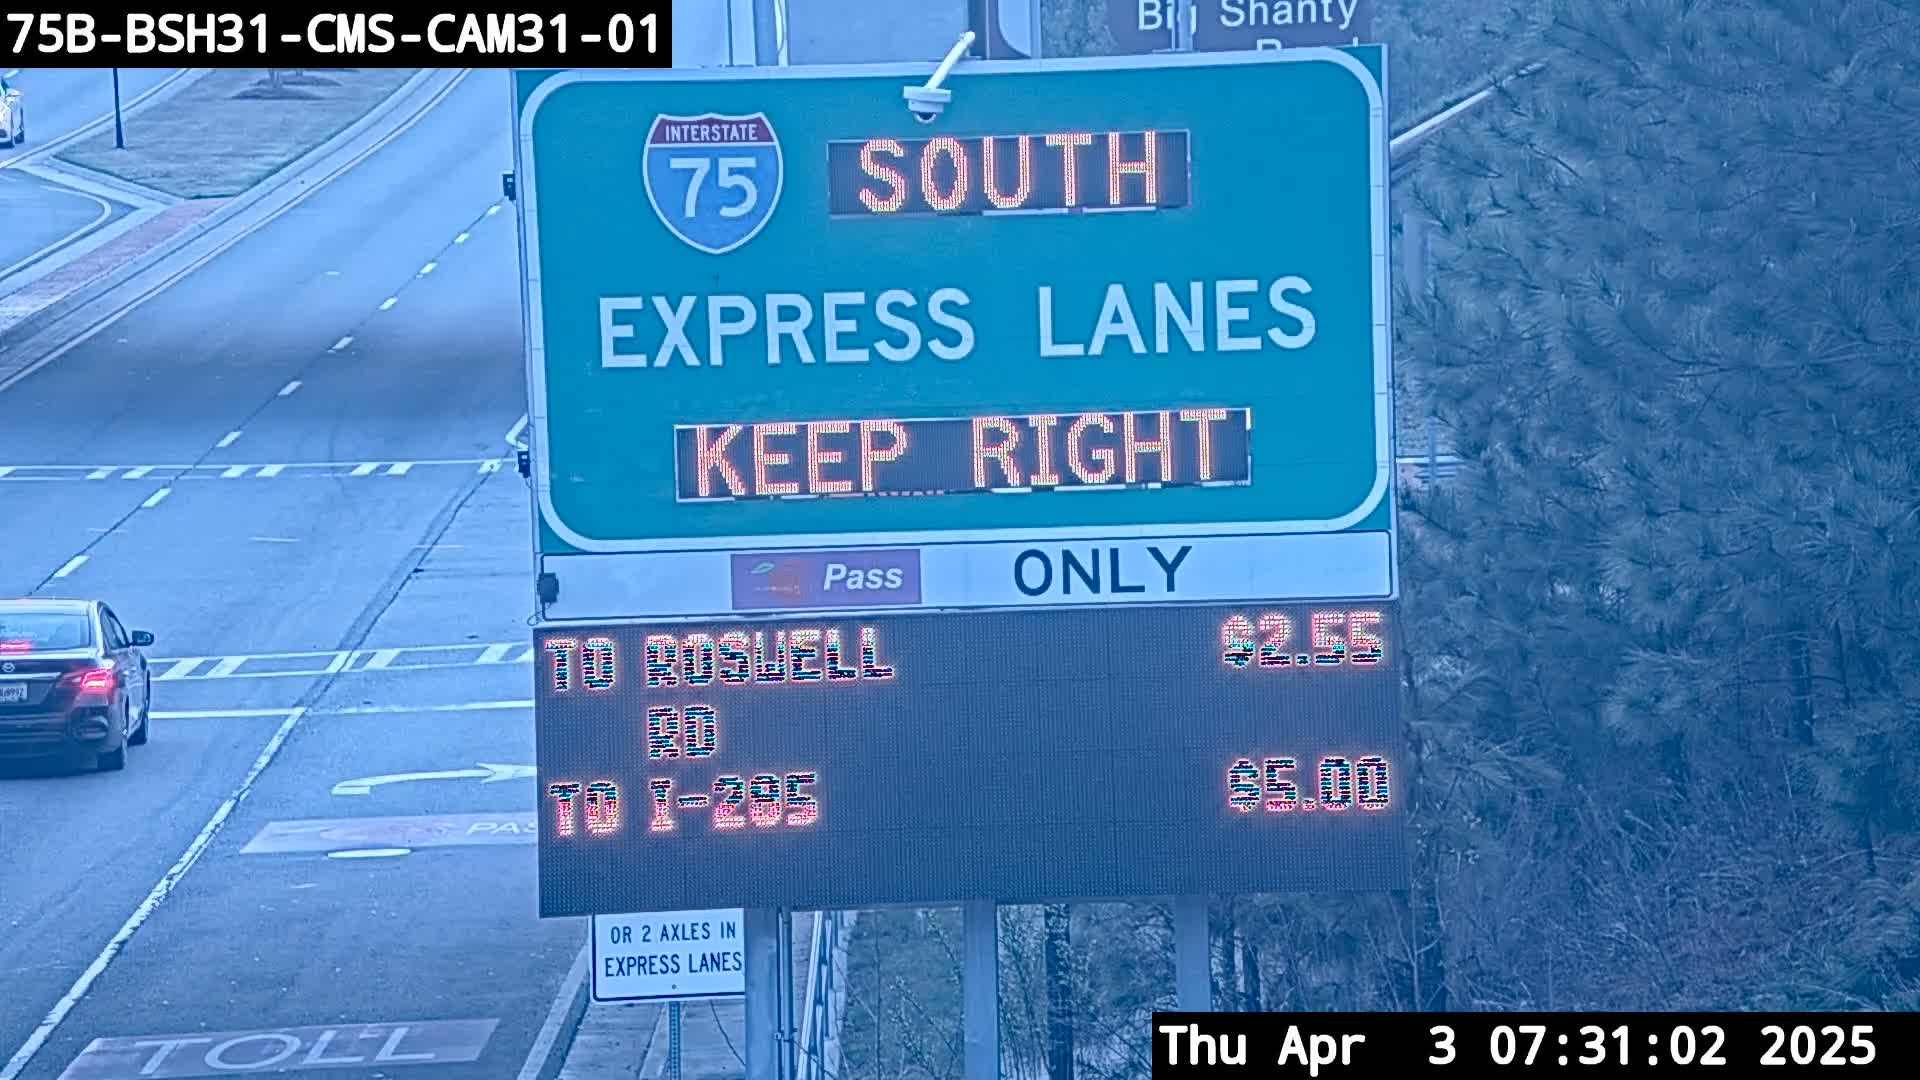 75B-BSH31-CMS-CAM31-01
Big Shanty
INTERSTATE
75
SOUTH
EXPRESS LANES
KEEP RIGHT
Pass ONLY
TO ROSWELL $2.55
RD
TO I-285 $5.00
OR 2 AXLES IN
EXPRESS LANES
TOLL
Thu Apr 3 07:31:02 2025